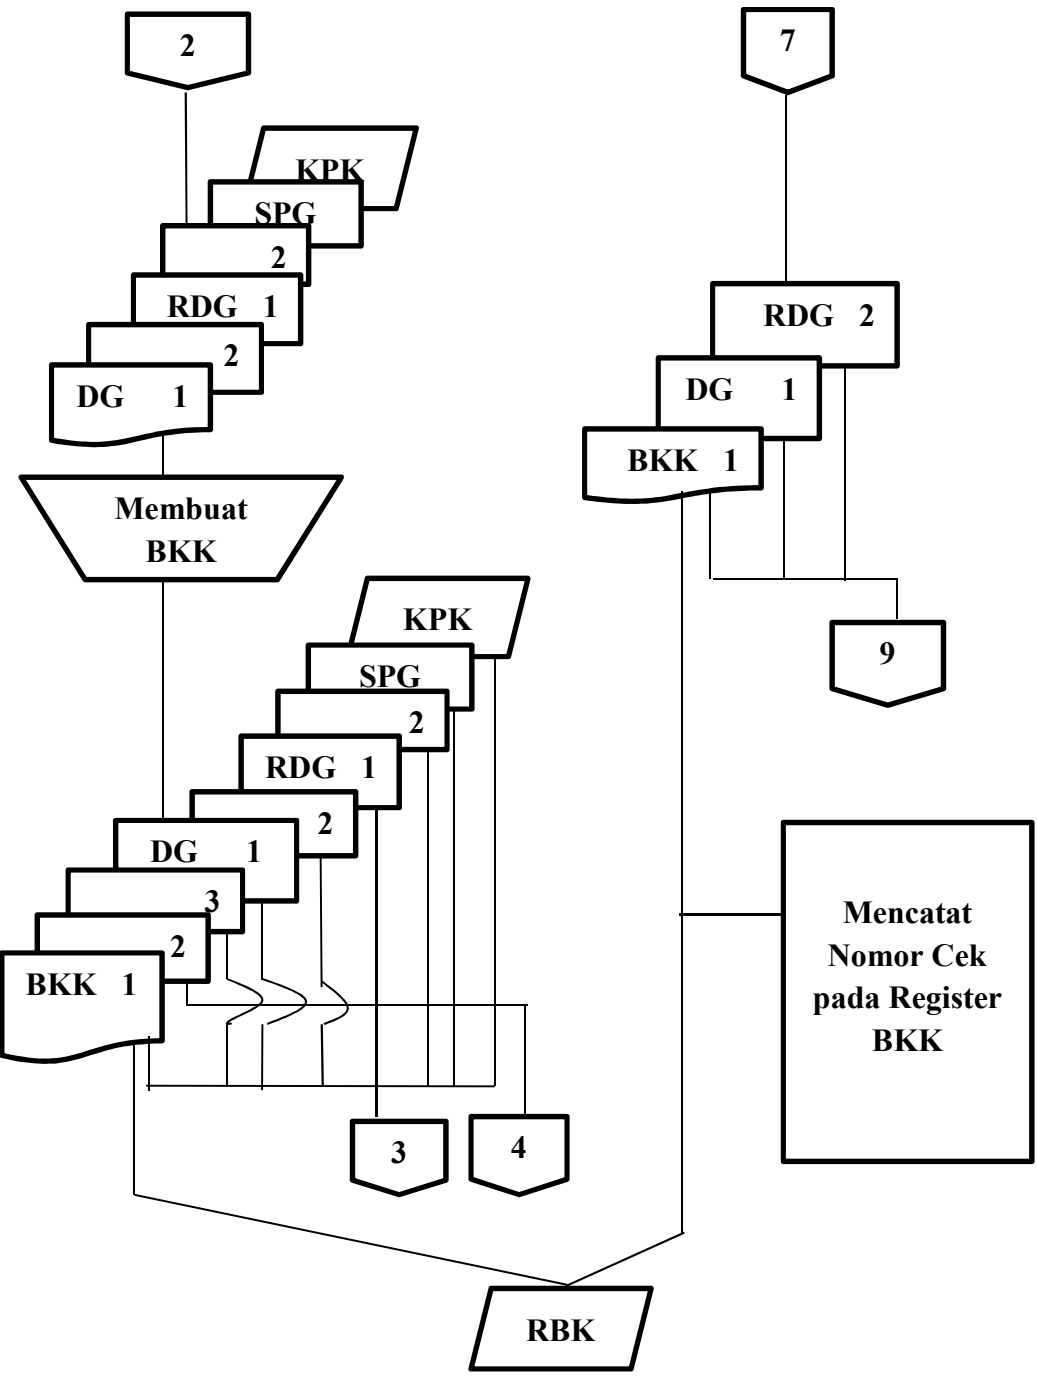 2
KPK
SPG
2
RDG 1
2
DG 1
Membuat
BKK
KPK
SPG
2
RDG 1
2
DG 1
3
2
BKK 1
3
4
7
RDG 2
DG 1
BKK 1
9
Mencatat
Nomor Cek
pada Register
BKK
RBK